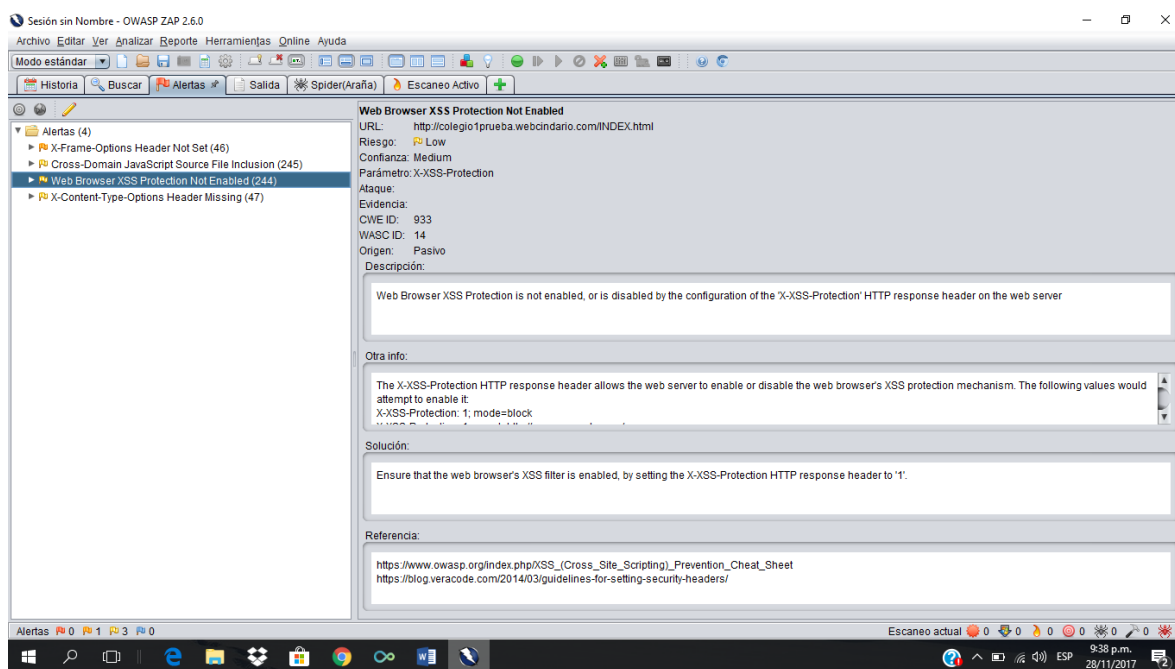 Sesión sin Nombre - OWASP ZAP 2.6.0
Archivo Editar Ver Analizar Reporte Herramientas Online Ayuda
Modo estándar
Historia Buscar Alertas Salida Spider(Araña) Escaneo Activo
Alertas (4)
X-Frame-Options Header Not Set (46)
Cross-Domain JavaScript Source File Inclusion (245)
Web Browser XSS Protection Not Enabled (244)
X-Content-Type-Options Header Missing (47)
Web Browser XSS Protection Not Enabled
URL: http://colegio1prueba.webcindario.com/INDEX.html
Riesgo: Low
Confianza: Medium
Parámetro: X-XSS-Protection
Ataque:
Evidencia:
CWE ID: 933
WASC ID: 14
Origen: Pasivo
Descripción:
Web Browser XSS Protection is not enabled, or is disabled by the configuration of the 'X-XSS-Protection' HTTP response header on the web server
Otra info:
The X-XSS-Protection HTTP response header allows the web server to enable or disable the web browser's XSS protection mechanism. The following values would
attempt to enable it:
X-XSS-Protection: 1; mode=block
Solución:
Ensure that the web browser's XSS filter is enabled, by setting the X-XSS-Protection HTTP response header to '1'.
Referencia:
https://www.owasp.org/index.php/XSS_(Cross_Site_Scripting)_Prevention_Cheat_Sheet
https://blog.veracode.com/2014/03/guidelines-for-setting-security-headers/
Alertas 0 1 3 0
Escaneo actual 0 0 0 0 0 0
ESP
9:38 p.m.
28/11/2017